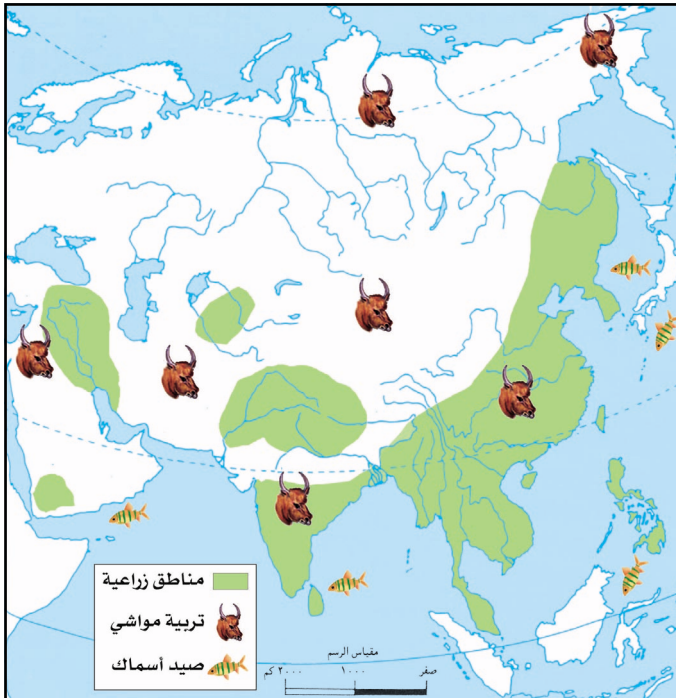 مناطق زراعية
تربية مواشي
صيد أسماك
مقياس الرسم
صفر ١٠٠٠ ٢٠٠٠ كم